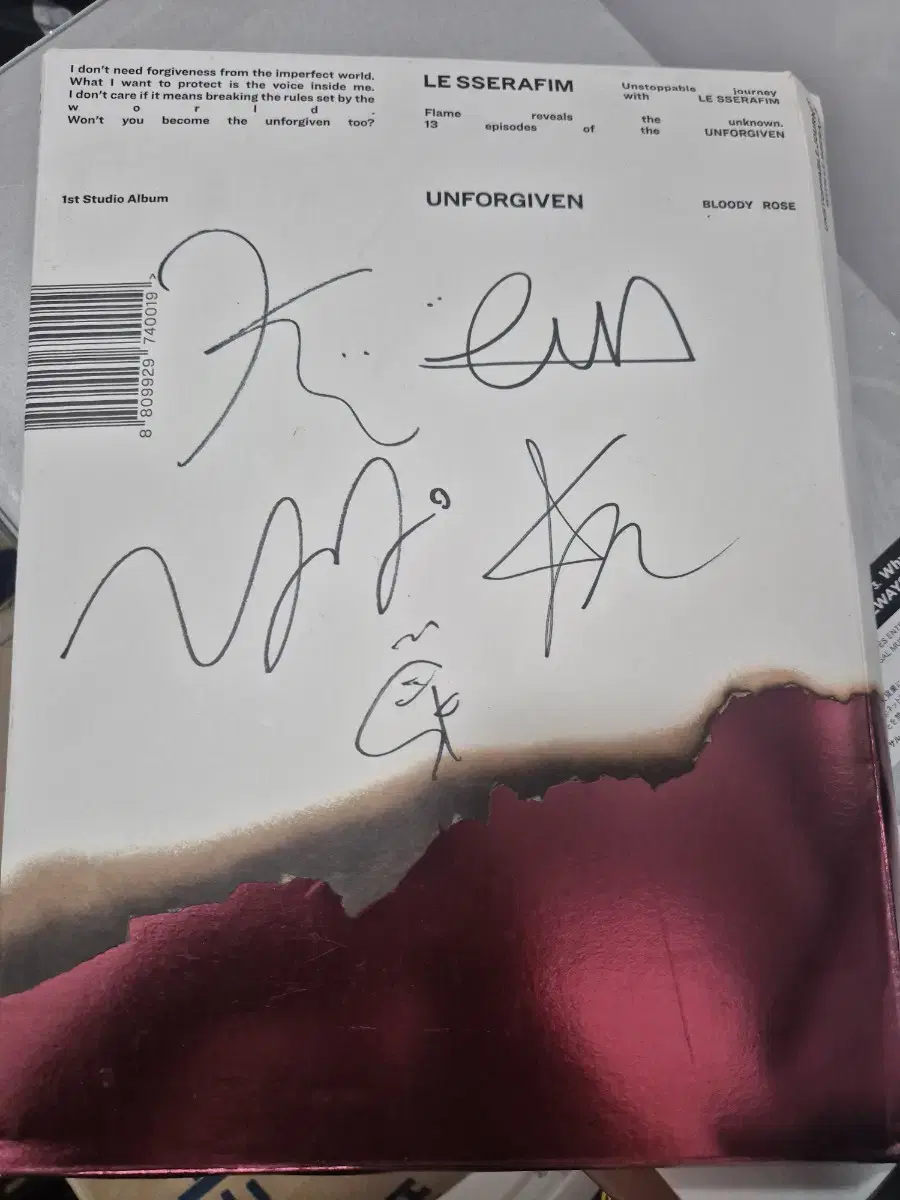 I don't need forgiveness from the imperfect world.
What I want to protect is the voice inside me.
I don't care if it means breaking the rules set by the
w o r l d .
Won't you become the unforgiven too?
LE SSERAFIM
Unstoppable journey
with LE SSERAFIM
Flame reveals the unknown.
13 episodes of the UNFORGIVEN
1st Studio Album
UNFORGIVEN
BLOODY ROSE
8 809929 740019 >